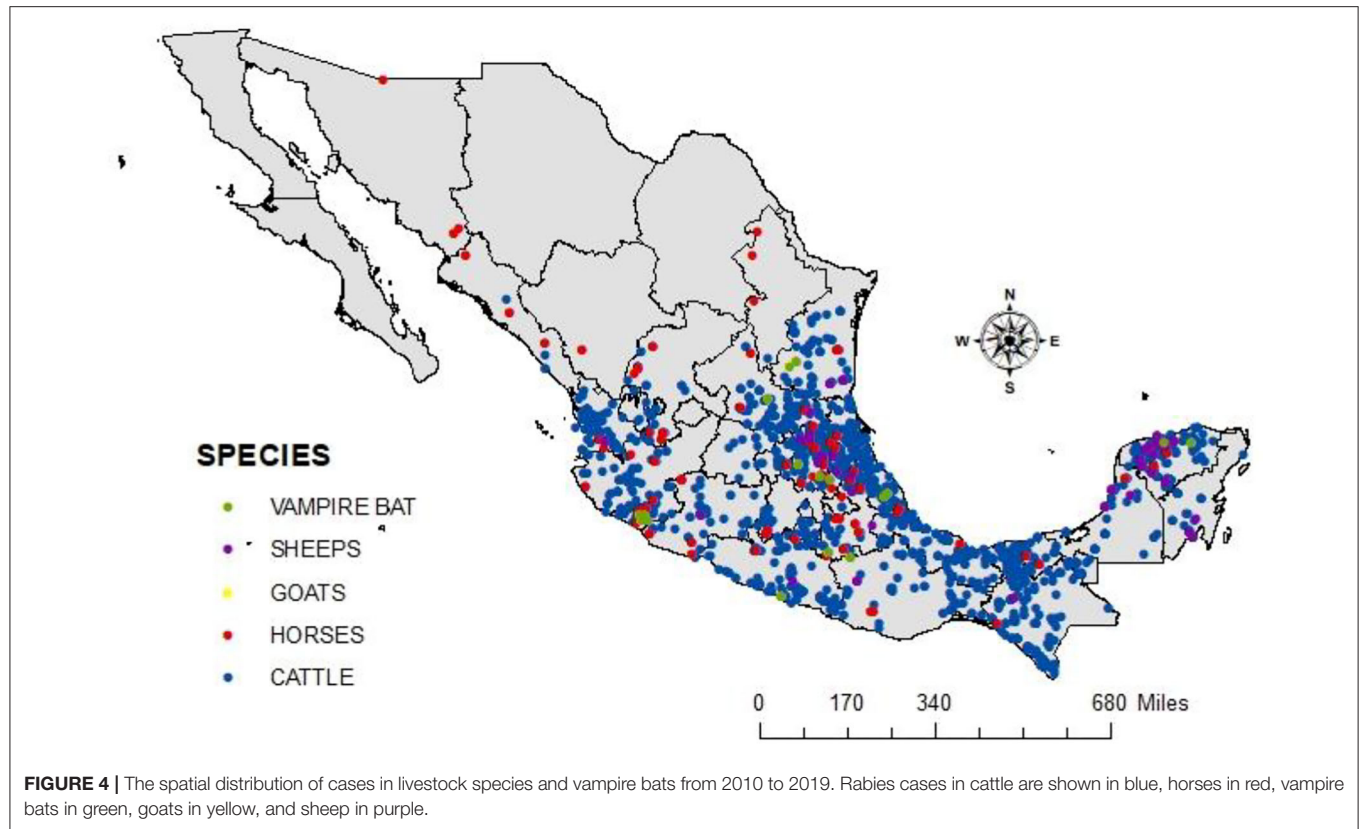 N
W E
S
SPECIES
VAMPIRE BAT
SHEEPS
GOATS
HORSES
CATTLE
0 170 340 680 Miles
FIGURE 4 | The spatial distribution of cases in livestock species and vampire bats from 2010 to 2019. Rabies cases in cattle are shown in blue, horses in red, vampire
bats in green, goats in yellow, and sheep in purple.